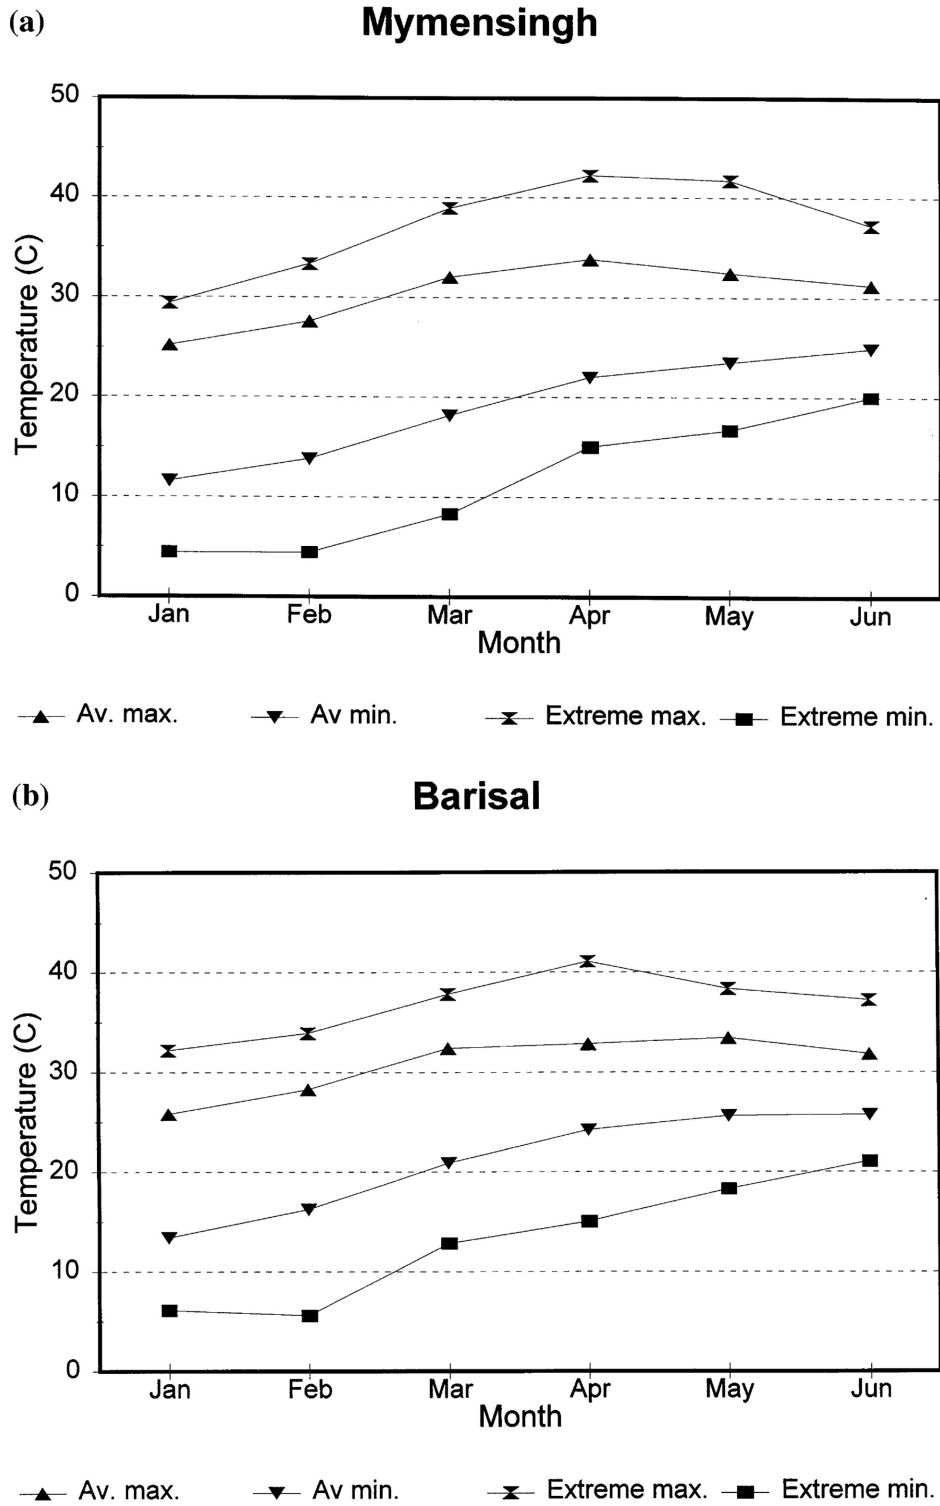 (a) Mymensingh
50
40
30
20
10
0
Temperature (C)
Jan Feb Mar Apr May Jun
Month
Av. max. Av min. Extreme max. Extreme min.
(b) Barisal
50
40
30
20
10
0
Temperature (C)
Jan Feb Mar Apr May Jun
Month
Av. max. Av min. Extreme max. Extreme min.